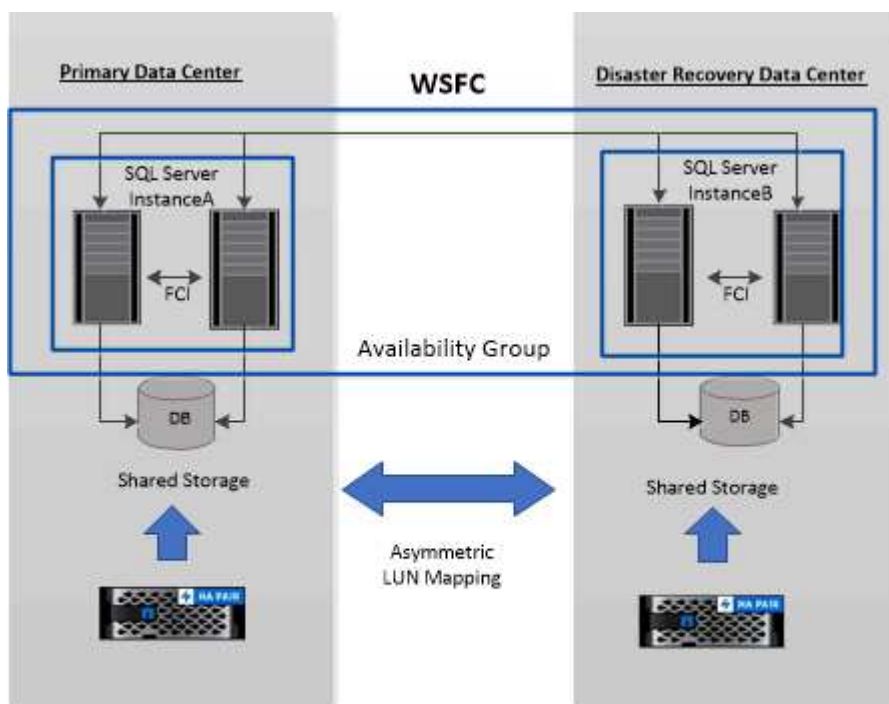 Primary Data Center
WSFC
Disaster Recovery Data Center
SQL Server
InstanceA
FCI
SQL Server
InstanceB
FCI
Availability Group
DB
DB
Shared Storage
Shared Storage
Asymmetric
LUN Mapping
HA PAIR
HA PAIR